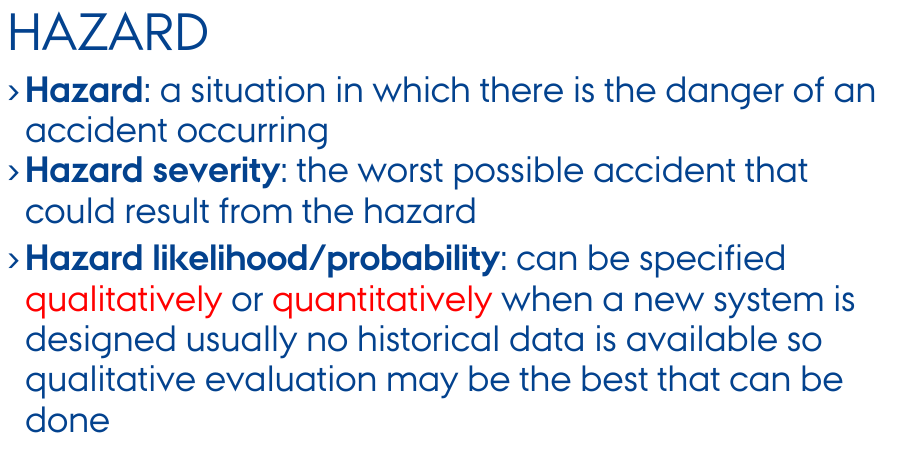 HAZARD
› Hazard: a situation in which there is the danger of an
accident occurring
› Hazard severity: the worst possible accident that
could result from the hazard
› Hazard likelihood/probability: can be specified
qualitatively or quantitatively when a new system is
designed usually no historical data is available so
qualitative evaluation may be the best that can be
done